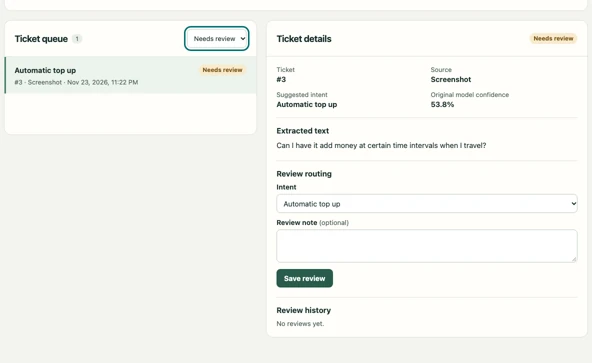 Ticket queue 1
Needs review
Automatic top up
Needs review
#3 · Screenshot · Nov 23, 2026, 11:22 PM
Ticket details
Needs review
Ticket
#3
Source
Screenshot
Suggested intent
Automatic top up
Original model confidence
53.8%
Extracted text
Can I have it add money at certain time intervals when I travel?
Review routing
Intent
Automatic top up
Review note (optional)
Save review
Review history
No reviews yet.